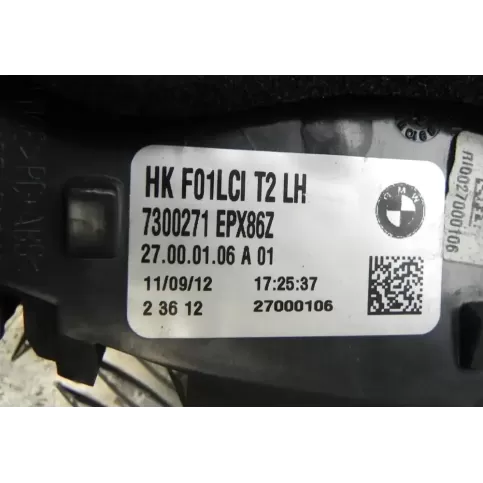 HK F01LCI T2 LH
7300271 EPX86Z
27.00.01.06 A 01
11/09/12 17:25:37
2 36 12 27000106
BMW
AI0027000106